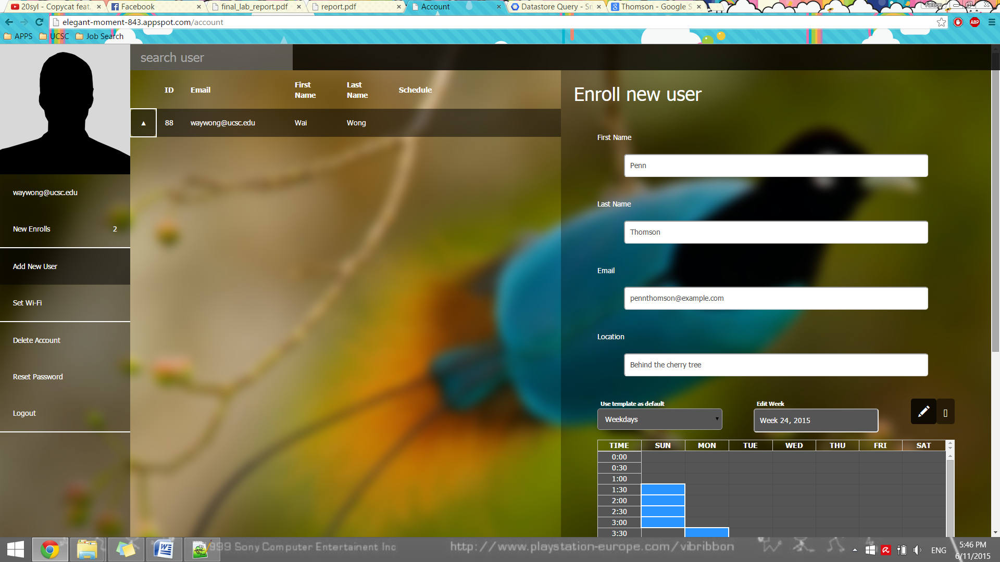 20syl - Copycat feat.
Facebook
final_lab_report.pdf
report.pdf
Account
Datastore Query - Sn
Thomson - Google S
Falcon
elegant-moment-843.appspot.com/account
ABP
APPS
UCSC
Job Search
search user
ID
Email
First Name
Last Name
Schedule
88
waywong@ucsc.edu
Wai
Wong
waywong@ucsc.edu
New Enrolls 2
Add New User
Set Wi-Fi
Delete Account
Reset Password
Logout
Enroll new user
First Name
Penn
Last Name
Thomson
Email
pennthomson@example.com
Location
Behind the cherry tree
Use template as default
Edit Week
Weekdays
Week 24, 2015
TIME SUN MON TUE WED THU FRI SAT
0:00
0:30
1:00
1:30
2:00
2:30
3:00
3:30
999 Sony Computer Entertainent Inc
http://www.playstation-europe.com/vibribbon
ENG
5:46 PM
6/11/2015